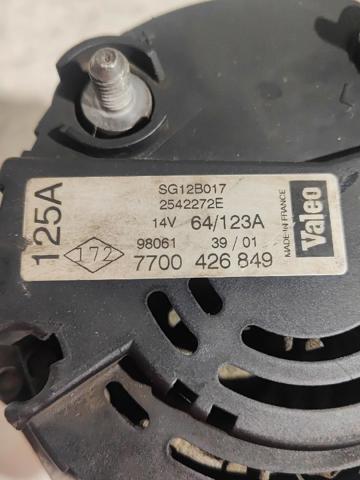 125A
172
SG12B017
2542272E
14V 64/123A
98061 39/01
7700 426 849
MADE IN FRANCE
Valeo